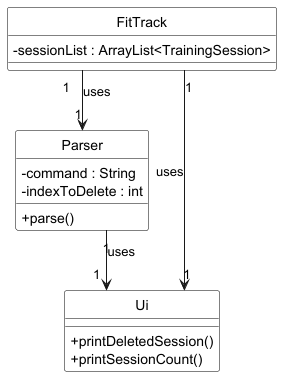 FitTrack
-sessionList : ArrayList<TrainingSession>
1
1
uses
1
Parser
-command : String
-indexToDelete : int
+parse()
uses
1
uses
1
1
Ui
+printDeletedSession()
+printSessionCount()